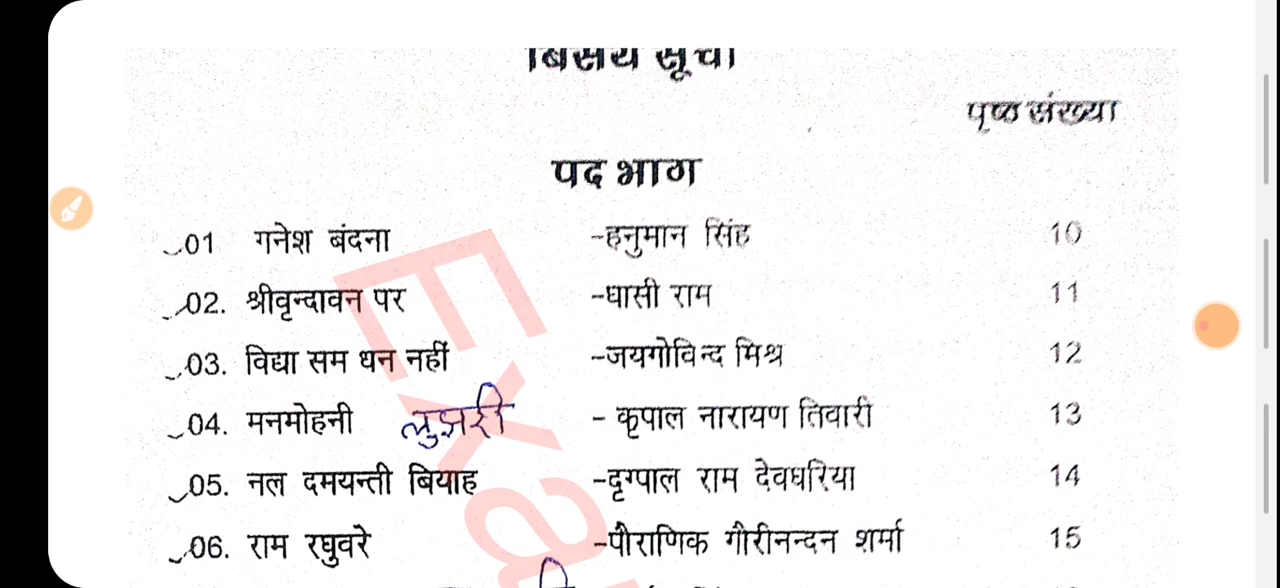 बिसय सूची
पृष्ठ संख्या
पद भाग
01 गनेश बंदना -हनुमान सिंह 10
02. श्रीवृन्दावन पर -घासी राम 11
03. विद्या सम धन नहीं -जयगोविन्द मिश्र 12
04. मनमोहनी लुझरी - कृपाल नारायण तिवारी 13
05. नल दमयन्ती बियाह -दृग्पाल राम देवघरिया 14
06. राम रघुवरे -पौराणिक गौरीनन्दन शर्मा 15